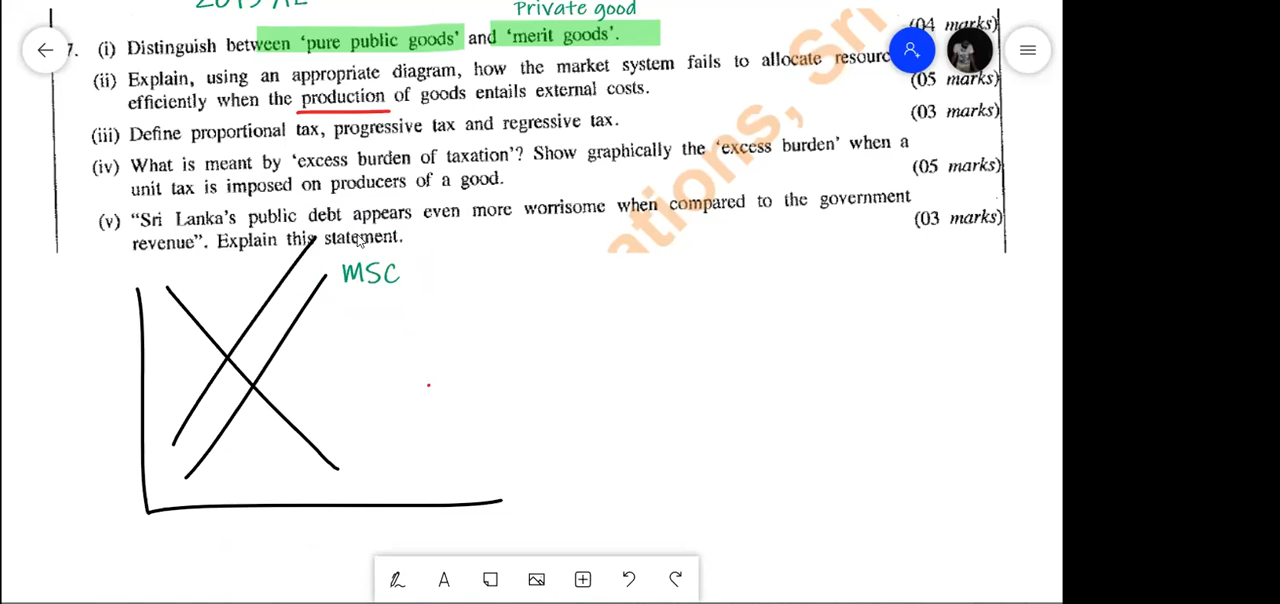 Private good
7. (i) Distinguish between ‘pure public goods’ and ‘merit goods’. (04 marks)
(ii) Explain, using an appropriate diagram, how the market system fails to allocate resourc
efficiently when the production of goods entails external costs. (05 marks)
(iii) Define proportional tax, progressive tax and regressive tax. (03 marks)
(iv) What is meant by ‘excess burden of taxation’? Show graphically the ‘excess burden’ when a
unit tax is imposed on producers of a good. (05 marks)
(v) “Sri Lanka’s public debt appears even more worrisome when compared to the government
revenue”. Explain this statement. (03 marks)
MSC
ations, Sri
A